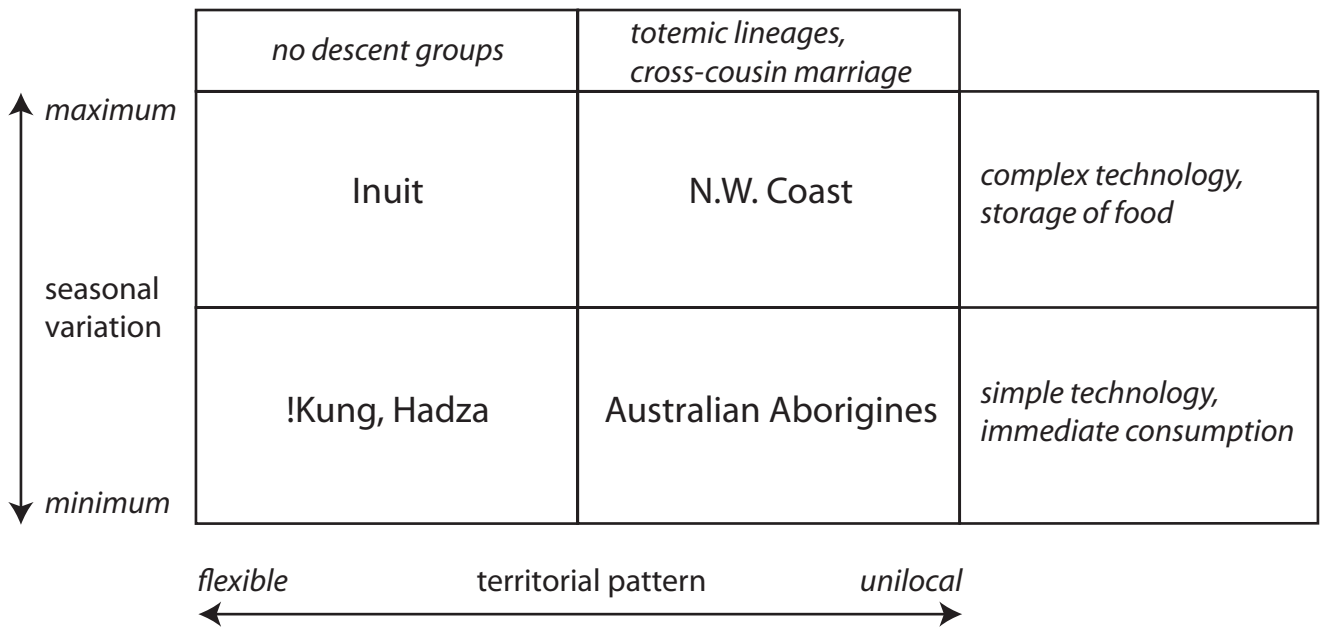 no descent groups
totemic lineages,
cross-cousin marriage
maximum
Inuit
N.W. Coast
complex technology,
storage of food
seasonal
variation
!Kung, Hadza
Australian Aborigines
simple technology,
immediate consumption
minimum
flexible
territorial pattern
unilocal